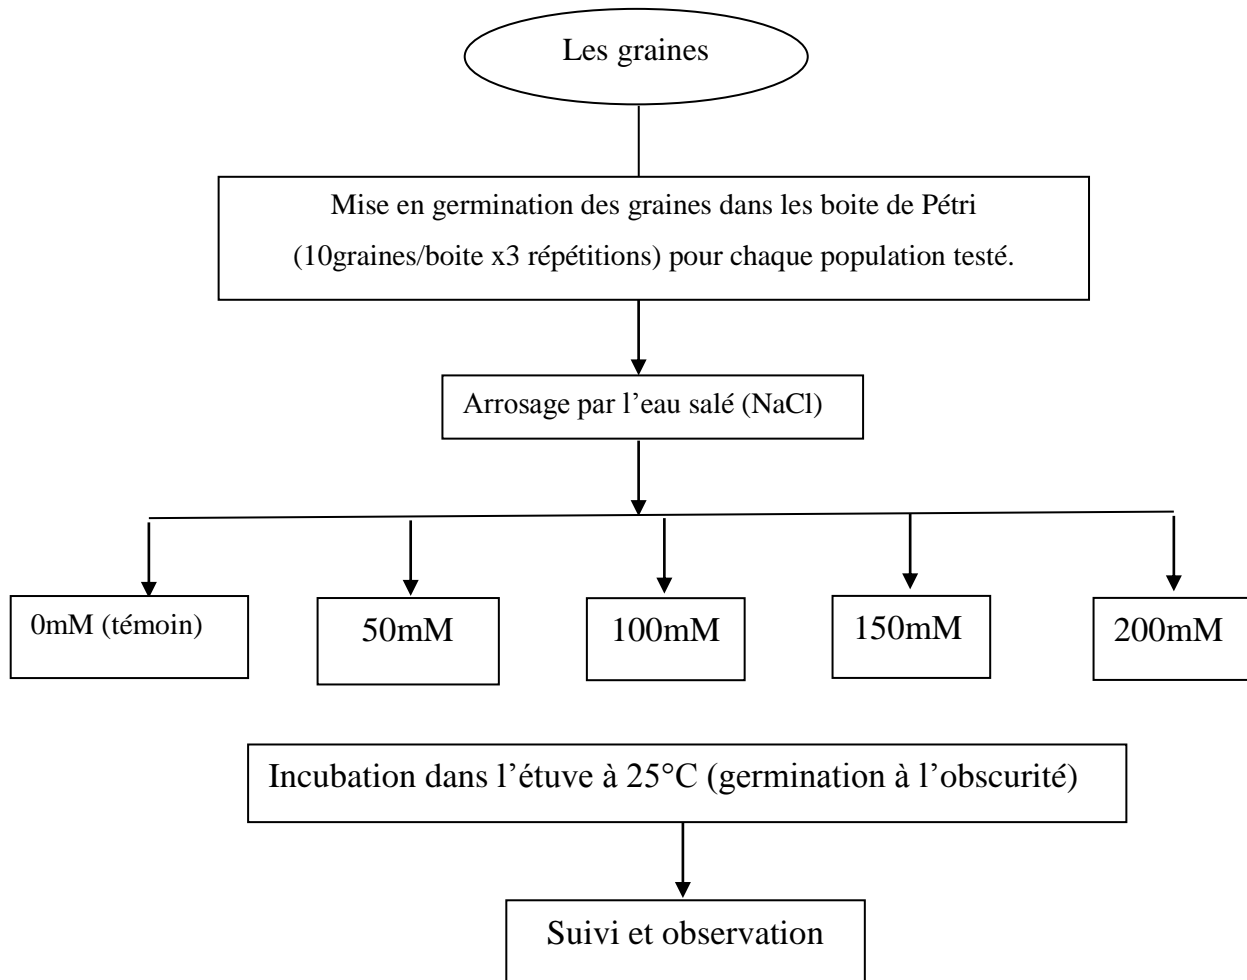 Les graines
Mise en germination des graines dans les boite de Pétri
(10graines/boite x3 répétitions) pour chaque population testé.
Arrosage par l’eau salé (NaCl)
0mM (témoin)
50mM
100mM
150mM
200mM
Incubation dans l’étuve à 25°C (germination à l’obscurité)
Suivi et observation